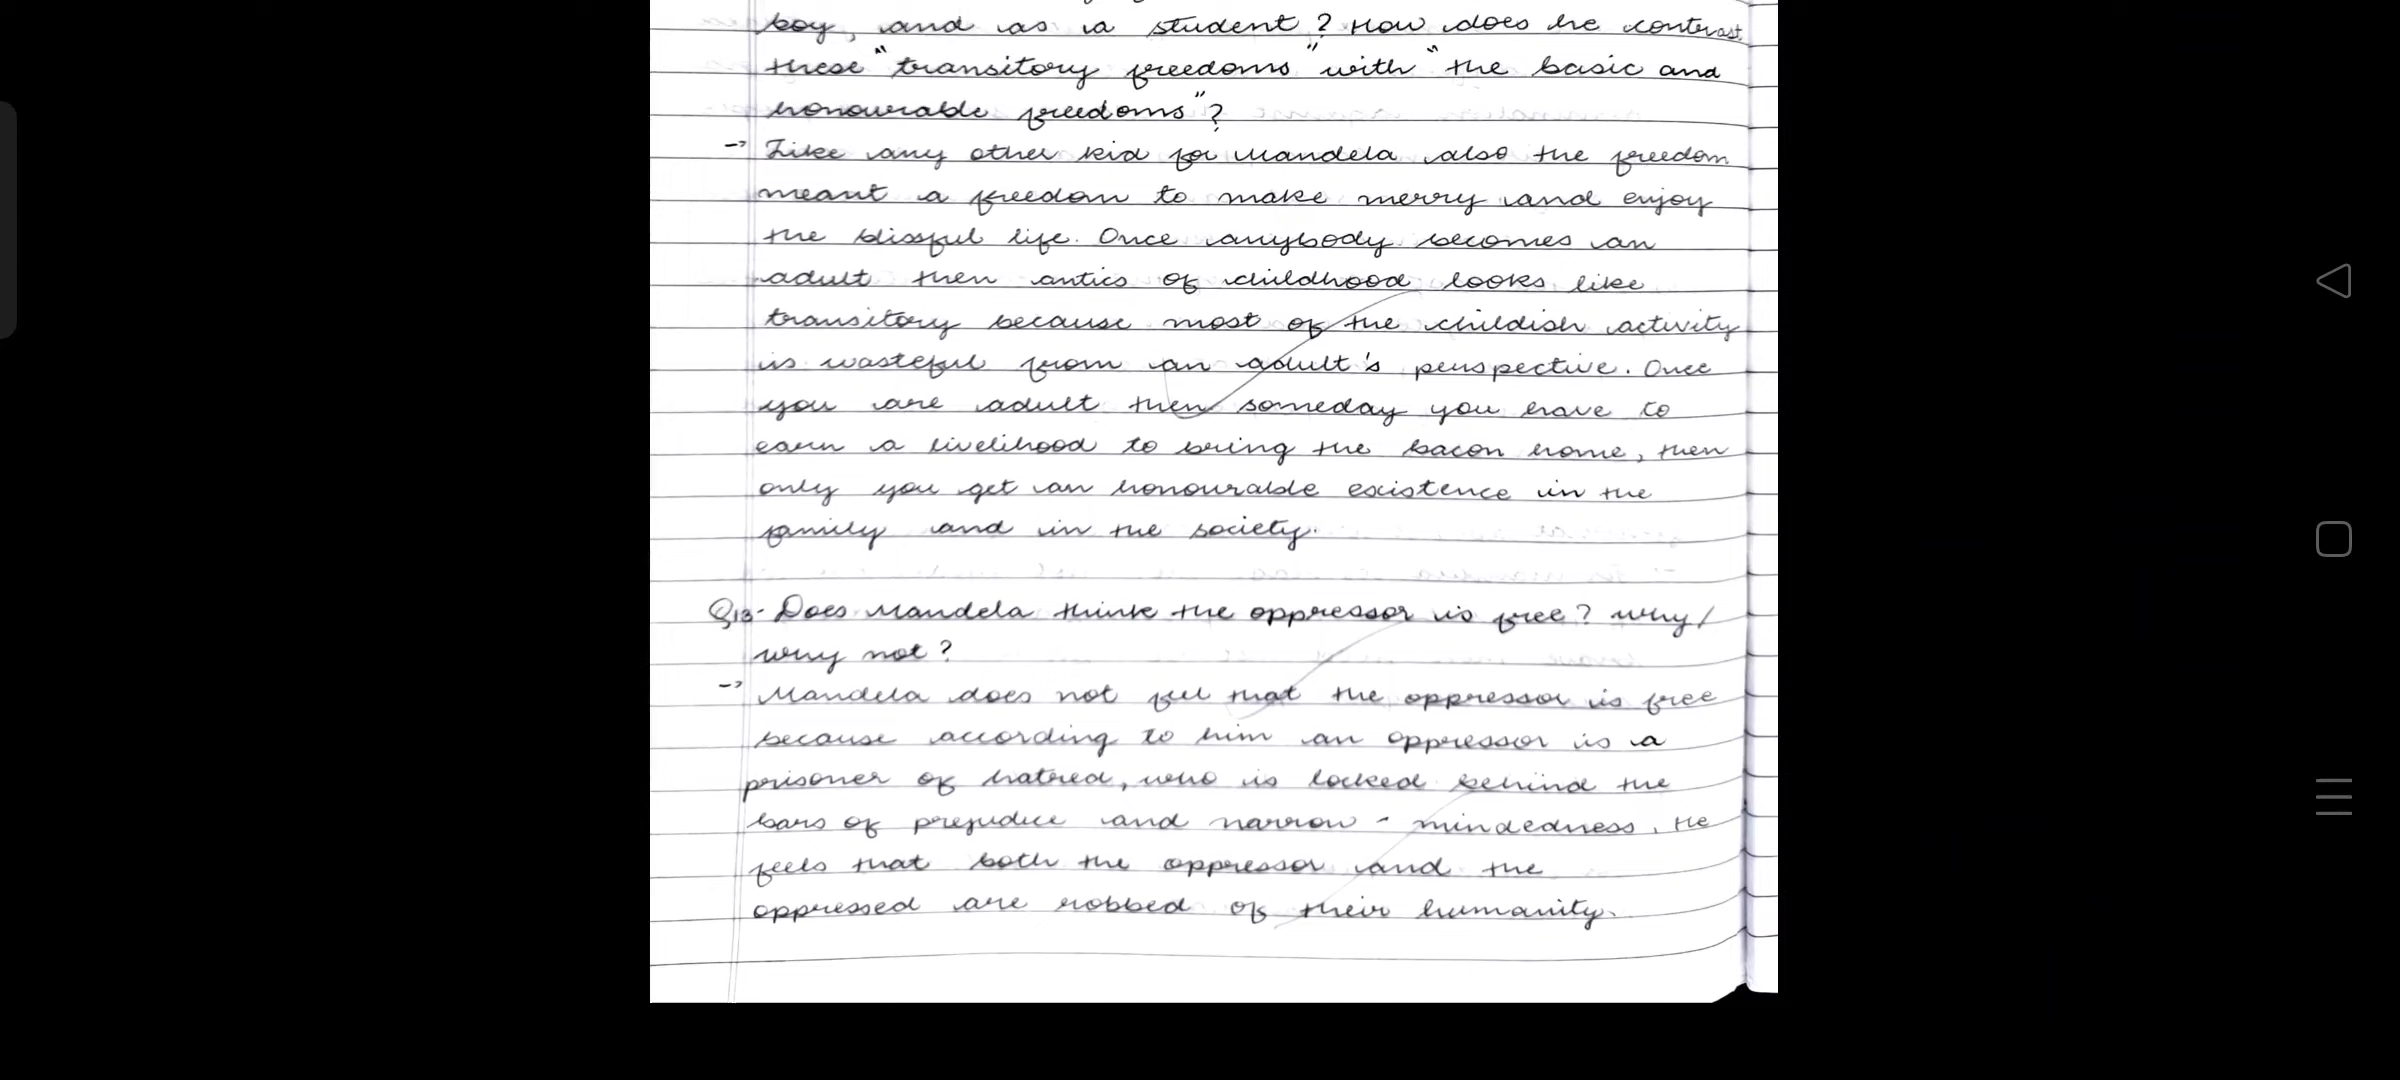 boy, and as a student? How does he contrast
these "transitory freedoms" with "the basic and
honourable freedoms"?
-> Like any other kid for Mandela also the freedom
meant a freedom to make merry and enjoy
the blissful life. Once anybody becomes an
adult then antics of childhood looks like
transitory because most of the childish activity
is wasteful from an adult's perspective. Once
you are adult then someday you have to
earn a livelihood to bring the bacon home, then
only you get an honourable existence in the
family and in the society.
Q13- Does Mandela think the oppressor is free? Why/
why not?
-> Mandela does not feel that the oppressor is free
because according to him an oppressor is a
prisoner of hatred, who is locked behind the
bars of prejudice and narrow-mindedness. He
feels that both the oppressor and the
oppressed are robbed of their humanity.